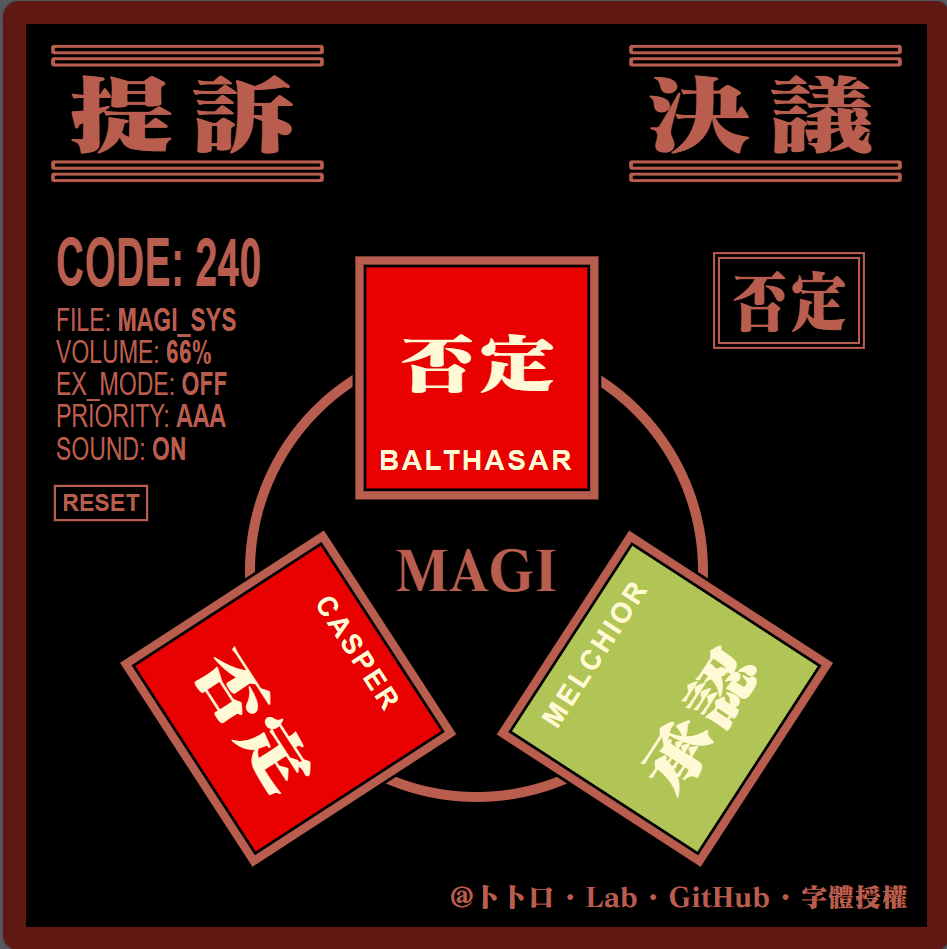 提訴
決議
CODE: 240
FILE: MAGI_SYS
VOLUME: 66%
EX_MODE: OFF
PRIORITY: AAA
SOUND: ON
RESET
否定
否定
BALTHASAR
MAGI
CASPER
否定
MELCHIOR
承認
@トトロ・Lab・GitHub・字體授權